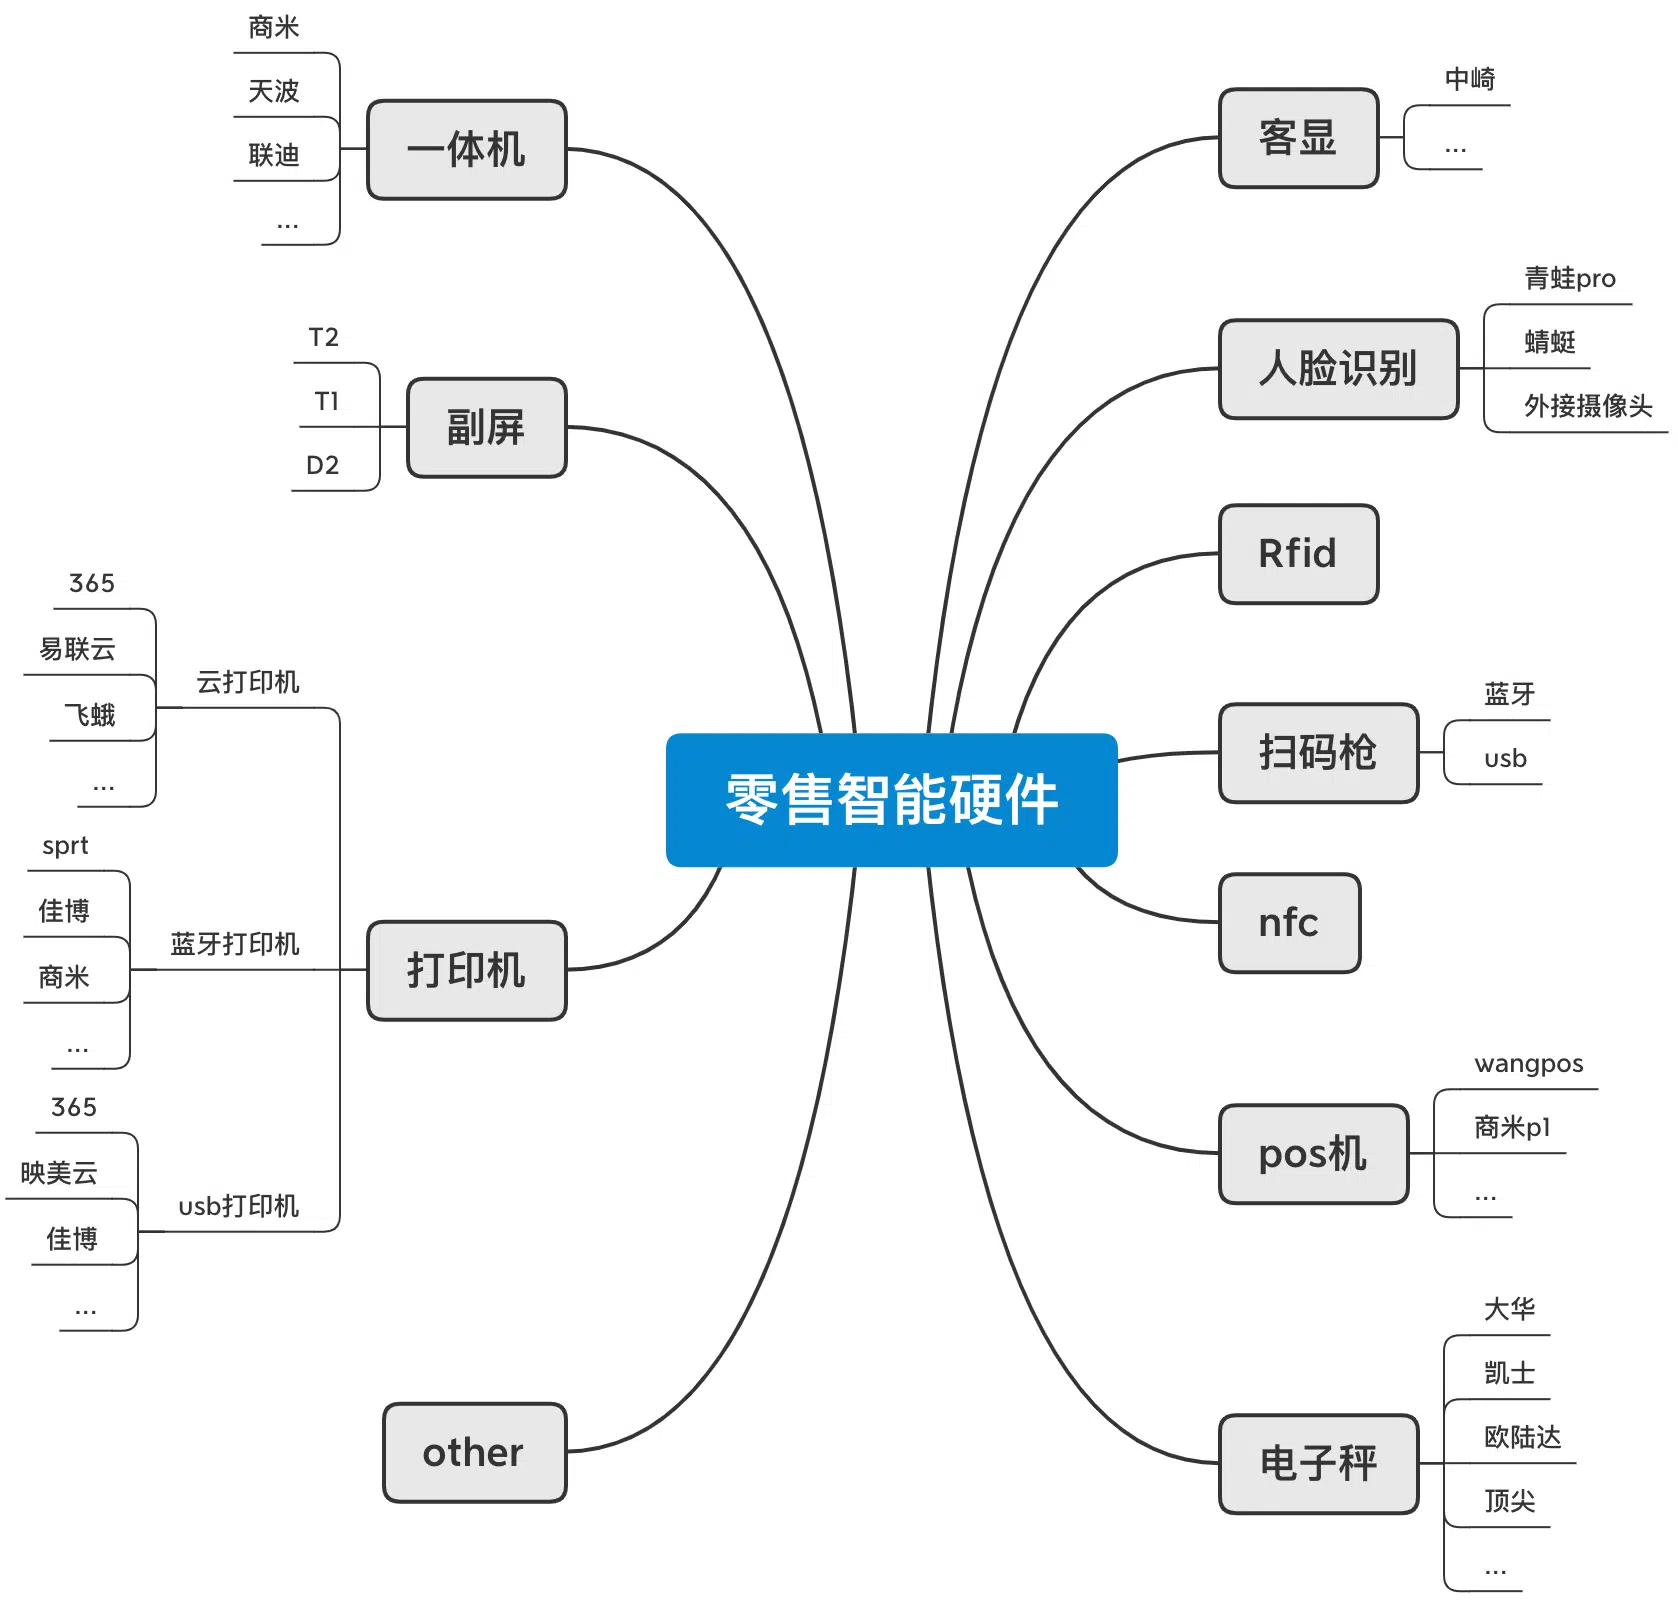 零售智能硬件
一体机
商米
天波
联迪
...
副屏
T2
T1
D2
打印机
云打印机
365
易联云
飞蛾
...
蓝牙打印机
sprt
佳博
商米
...
usb打印机
365
映美云
佳博
...
other
客显
中崎
...
人脸识别
青蛙pro
蜻蜓
外接摄像头
Rfid
扫码枪
蓝牙
usb
nfc
pos机
wangpos
商米p1
...
电子秤
大华
凯士
欧陆达
顶尖
...